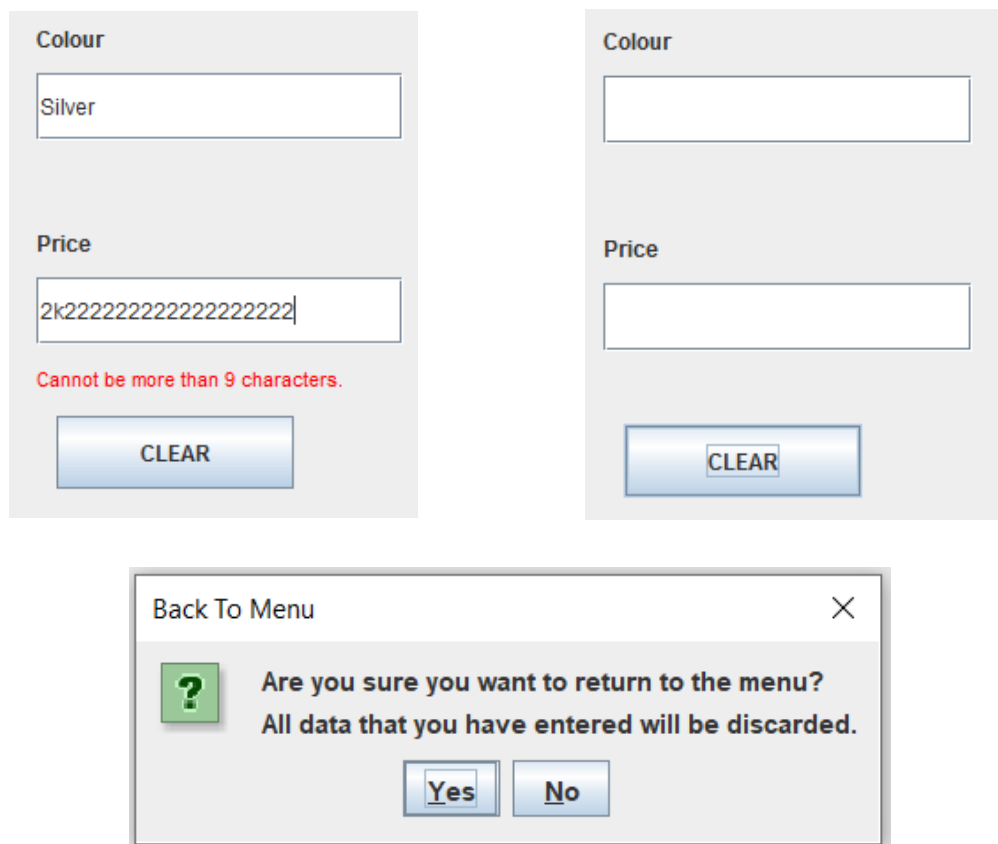 Colour
Silver
Price
2k2222222222222222222
Cannot be more than 9 characters.
CLEAR
Colour
Price
CLEAR
Back To Menu
Are you sure you want to return to the menu?
All data that you have entered will be discarded.
Yes No